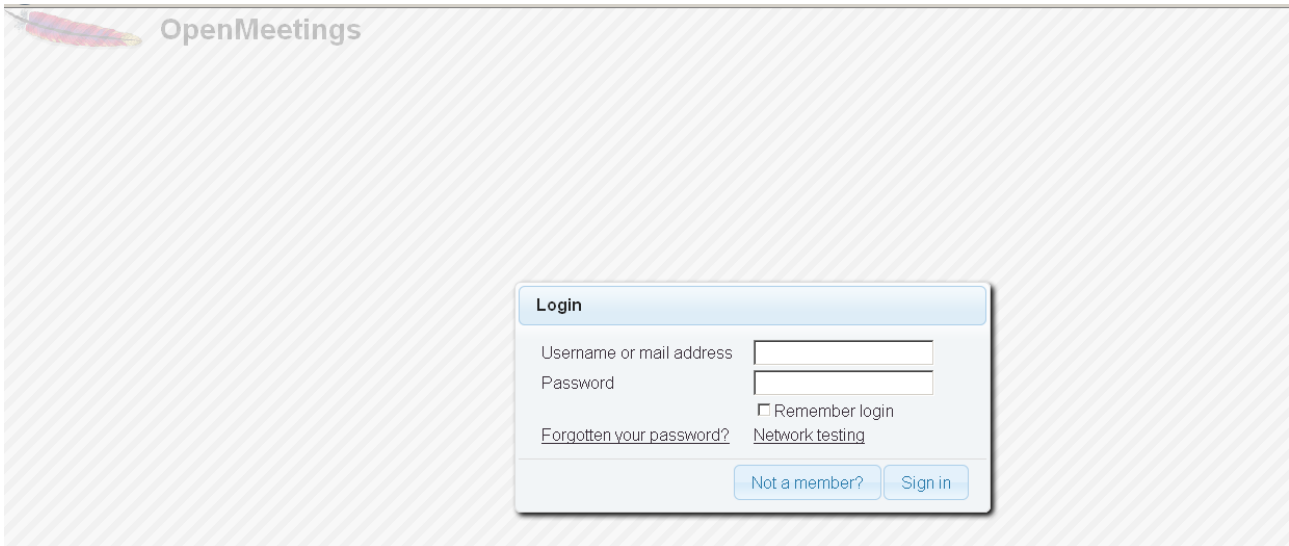 OpenMeetings
Login
Username or mail address
Password
Remember login
Forgotten your password? Network testing
Not a member? Sign in